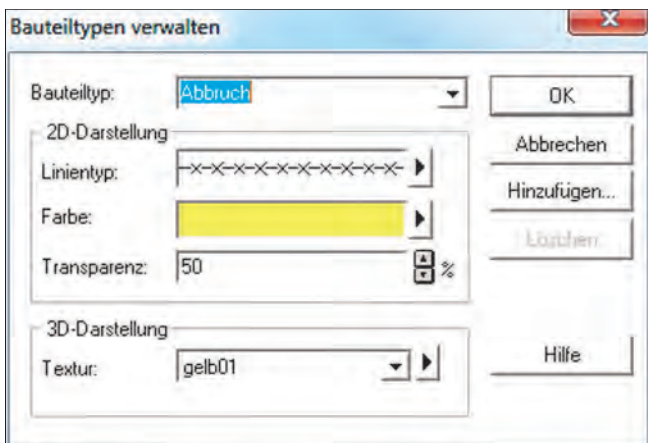 Bauteiltypen verwalten
Bauteiltyp: Abbruch
OK
2D-Darstellung
Abbrechen
Linientyp:
Hinzufügen...
Farbe:
Löschen
Transparenz: 50 %
3D-Darstellung
Textur: gelb01
Hilfe